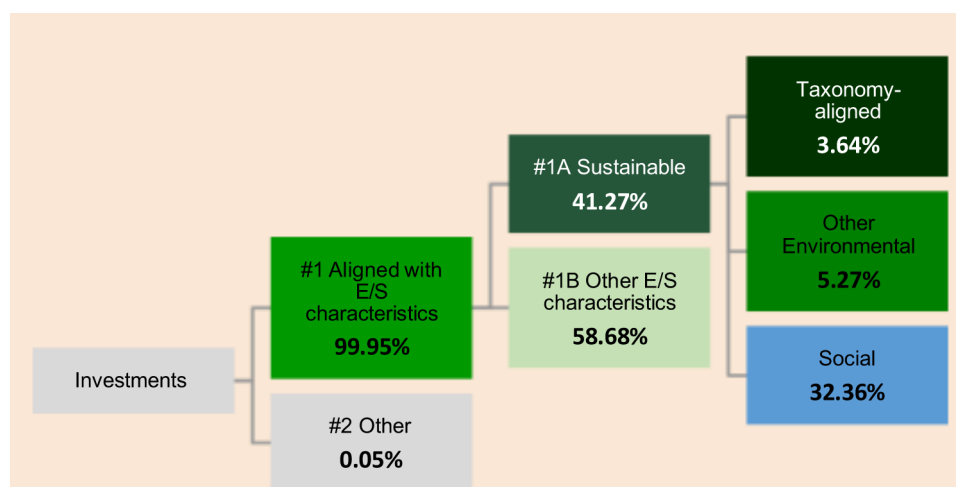 Investments
#1 Aligned with
E/S
characteristics
99.95%
#2 Other
0.05%
#1A Sustainable
41.27%
#1B Other E/S
characteristics
58.68%
Taxonomy-
aligned
3.64%
Other
Environmental
5.27%
Social
32.36%